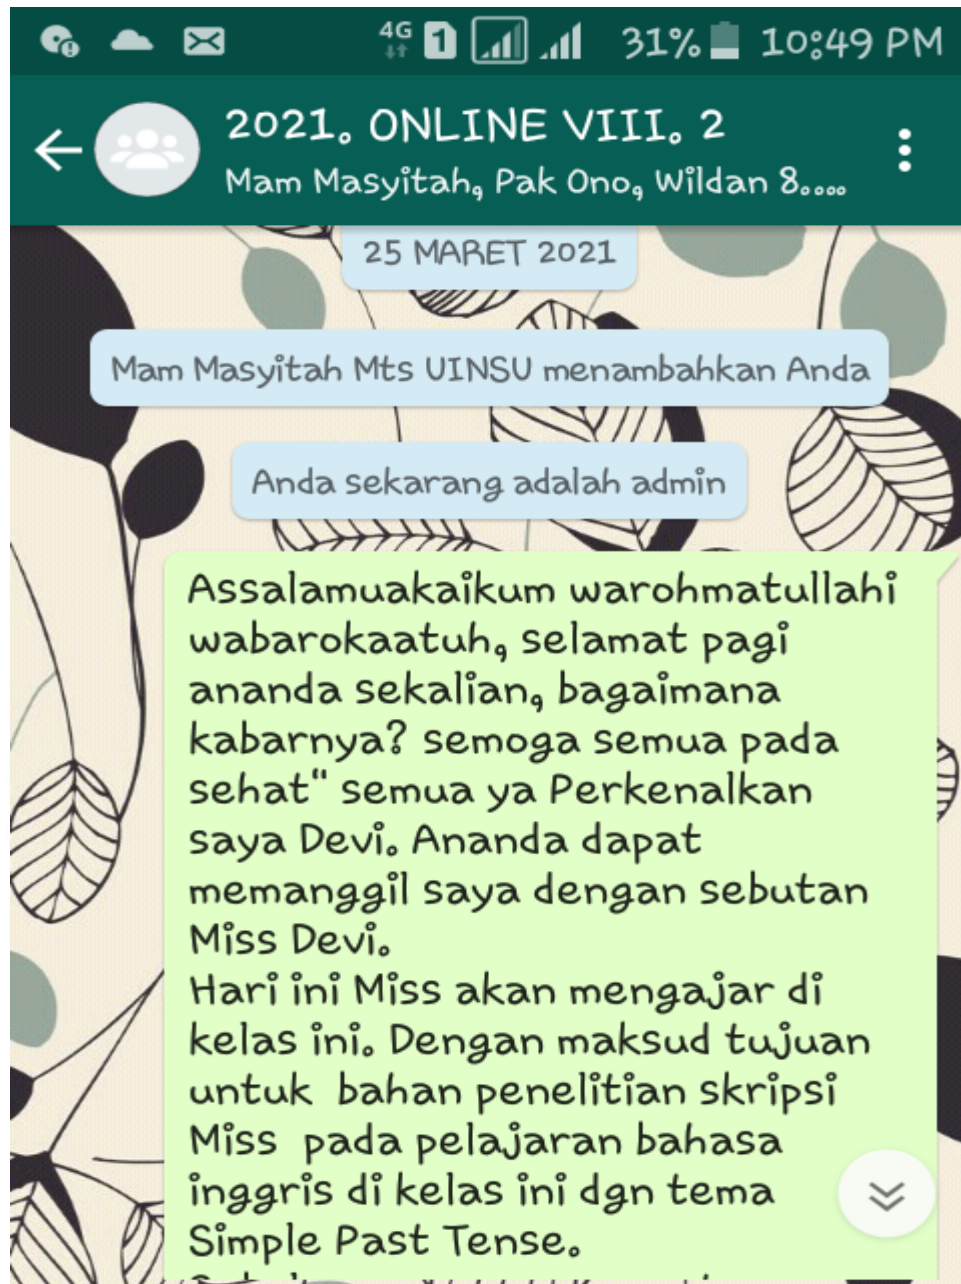 4G 1 31% 10:49 PM
2021. ONLINE VIII. 2
Mam Masyitah, Pak Ono, Wildan 8....
25 MARET 2021
Mam Masyitah Mts UINSU menambahkan Anda
Anda sekarang adalah admin
Assalamuakaikum warohmatullahi
wabarokaatuh, selamat pagi
ananda sekalian, bagaimana
kabarnya? semoga semua pada
sehat" semua ya Perkenalkan
saya Devi. Ananda dapat
memanggil saya dengan sebutan
Miss Devi.
Hari ini Miss akan mengajar di
kelas ini. Dengan maksud tujuan
untuk  bahan penelitian skripsi
Miss  pada pelajaran bahasa
inggris di kelas ini dgn tema
Simple Past Tense.